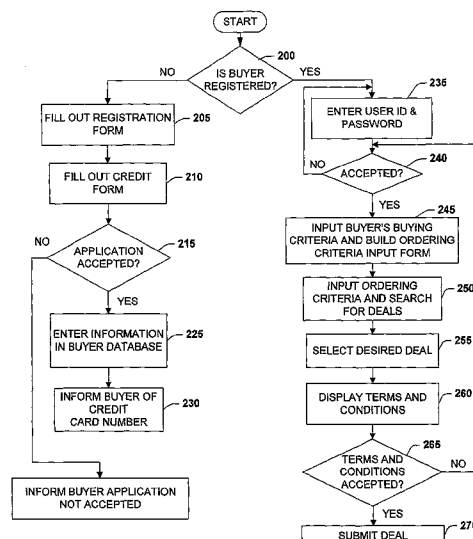 START
200
IS BUYER
REGISTERED?
NO
YES
FILL OUT REGISTRATION
FORM
205
FILL OUT CREDIT
FORM
210
NO
APPLICATION
ACCEPTED?
215
YES
ENTER INFORMATION
IN BUYER DATABASE
225
INFORM BUYER OF
CREDIT
CARD NUMBER
230
INFORM BUYER APPLICATION
NOT ACCEPTED
235
ENTER USER ID &
PASSWORD
NO
ACCEPTED?
240
YES
245
INPUT BUYER'S BUYING
CRITERIA AND BUILD ORDERING
CRITERIA INPUT FORM
INPUT ORDERING
CRITERIA AND SEARCH
FOR DEALS
250
255
SELECT DESIRED DEAL
DISPLAY TERMS AND
CONDITIONS
260
265
TERMS AND
CONDITIONS
ACCEPTED?
NO
YES
SUBMIT DEAL
270